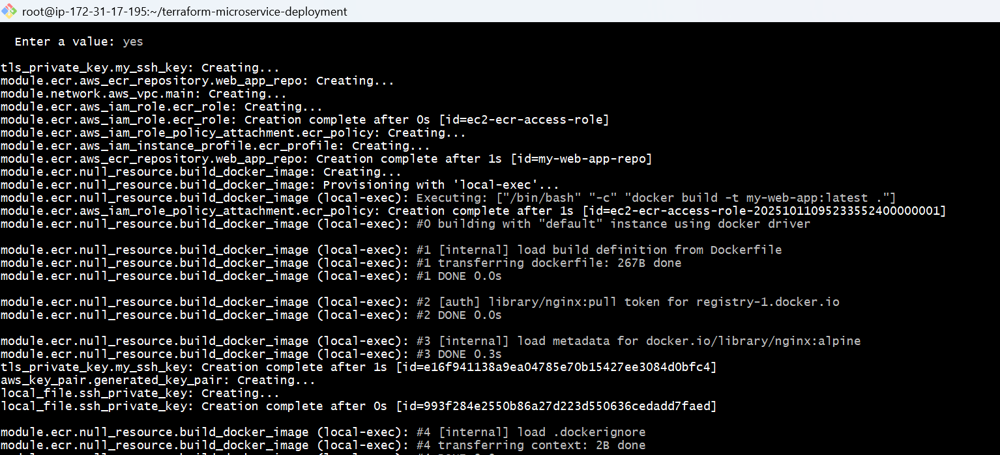 root@ip-172-31-17-195:~/terraform-microservice-deployment
Enter a value: yes
tls_private_key.my_ssh_key: Creating...
module.ecr.aws_ecr_repository.web_app_repo: Creating...
module.network.aws_vpc.main: Creating...
module.ecr.aws_iam_role.ecr_role: Creating...
module.ecr.aws_iam_role.ecr_role: Creation complete after 0s [id=ec2-ecr-access-role]
module.ecr.aws_iam_role_policy_attachment.ecr_policy: Creating...
module.ecr.aws_iam_instance_profile.ecr_profile: Creating...
module.ecr.aws_ecr_repository.web_app_repo: Creation complete after 1s [id=my-web-app-repo]
module.ecr.null_resource.build_docker_image: Creating...
module.ecr.null_resource.build_docker_image: Provisioning with 'local-exec'...
module.ecr.null_resource.build_docker_image (local-exec): Executing: ["/bin/bash" "-c" "docker build -t my-web-app:latest ."]
module.ecr.aws_iam_role_policy_attachment.ecr_policy: Creation complete after 1s [id=ec2-ecr-access-role-20251011095233552400000001]
module.ecr.null_resource.build_docker_image (local-exec): #0 building with "default" instance using docker driver
module.ecr.null_resource.build_docker_image (local-exec): #1 [internal] load build definition from Dockerfile
module.ecr.null_resource.build_docker_image (local-exec): #1 transferring dockerfile: 267B done
module.ecr.null_resource.build_docker_image (local-exec): #1 DONE 0.0s
module.ecr.null_resource.build_docker_image (local-exec): #2 [auth] library/nginx:pull token for registry-1.docker.io
module.ecr.null_resource.build_docker_image (local-exec): #2 DONE 0.0s
module.ecr.null_resource.build_docker_image (local-exec): #3 [internal] load metadata for docker.io/library/nginx:alpine
module.ecr.null_resource.build_docker_image (local-exec): #3 DONE 0.3s
tls_private_key.my_ssh_key: Creation complete after 1s [id=e16f941138a9ea04785e70b15427ee3084d0bfc4]
aws_key_pair.generated_key_pair: Creating...
local_file.ssh_private_key: Creating...
local_file.ssh_private_key: Creation complete after 0s [id=993f284e2550b86a27d223d550636cedadd7faed]
module.ecr.null_resource.build_docker_image (local-exec): #4 [internal] load .dockerignore
module.ecr.null_resource.build_docker_image (local-exec): #4 transferring context: 2B done